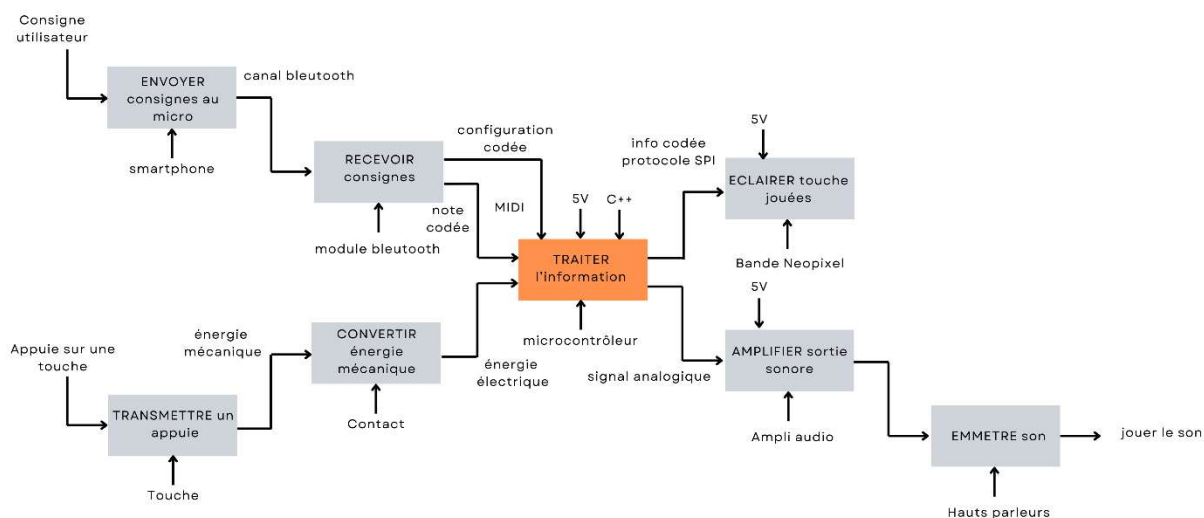 Consigne
utilisateur
ENVOYER
consignes au
micro
canal bleutooth
smartphone
RECEVOIR
consignes
module bleutooth
configuration
codée
note
codée
MIDI
5V
C++
TRAITER
l'information
microcontrôleur
info codée
protocole SPI
5V
ECLAIRER touche
jouées
Bande Neopixel
Appuie sur une
touche
TRANSMETTRE un
appuie
Touche
énergie
mécanique
CONVERTIR
énergie
mécanique
Contact
énergie
électrique
signal analogique
5V
AMPLIFIER sortie
sonore
Ampli audio
EMMETRE son
Hauts parleurs
jouer le son